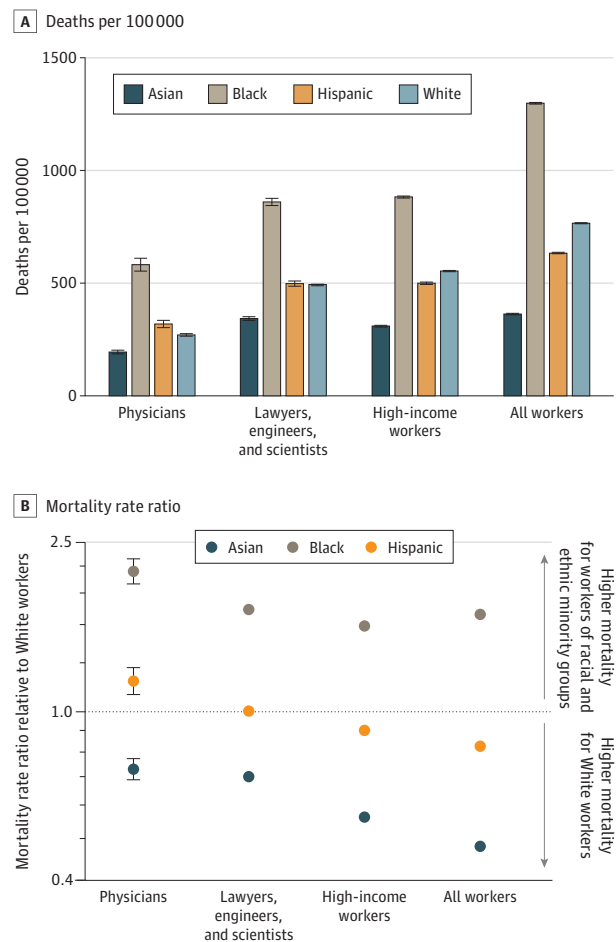 A Deaths per 100 000
1500
1000
500
0
Deaths per 100 000
Asian Black Hispanic White
Physicians
Lawyers,
engineers,
and scientists
High-income
workers
All workers
B Mortality rate ratio
2.5
1.0
0.4
Mortality rate ratio relative to White workers
Asian Black Hispanic
Higher mortality
for workers of racial and
ethnic minority groups
Higher mortality
for White workers
Physicians
Lawyers,
engineers,
and scientists
High-income
workers
All workers